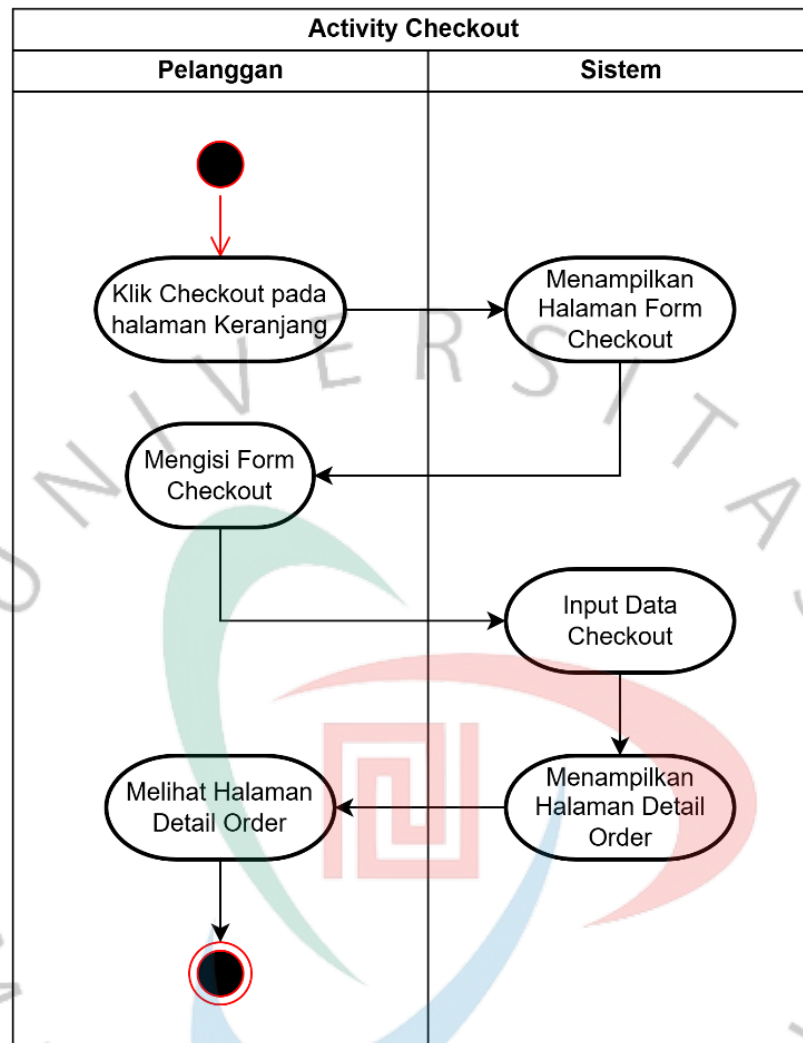 Activity Checkout
Pelanggan
Sistem
Klik Checkout pada
halaman Keranjang
Menampilkan
Halaman Form
Checkout
Mengisi Form
Checkout
Input Data
Checkout
Menampilkan
Halaman Detail
Order
Melihat Halaman
Detail Order
UNIVERSITAS